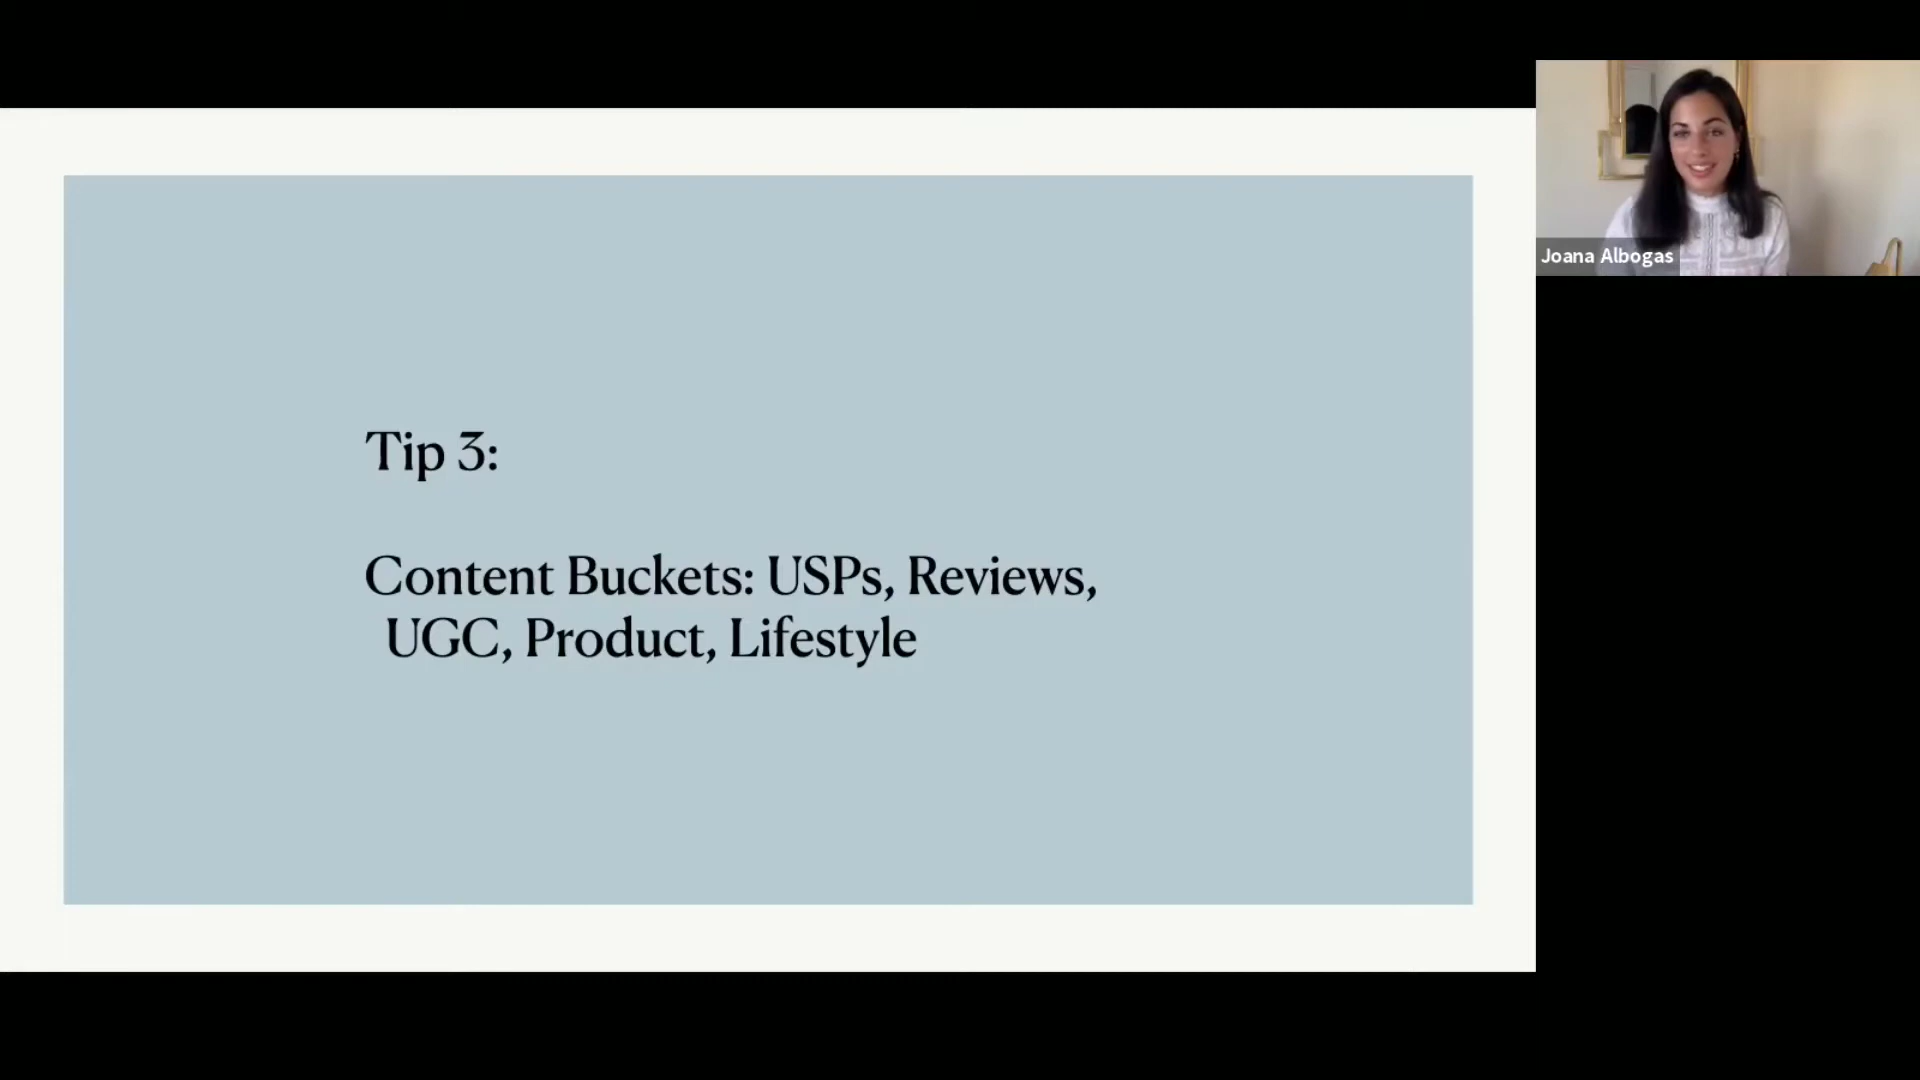 Tip 3:
Content Buckets: USPs, Reviews,
UGC, Product, Lifestyle
Joana Albogas